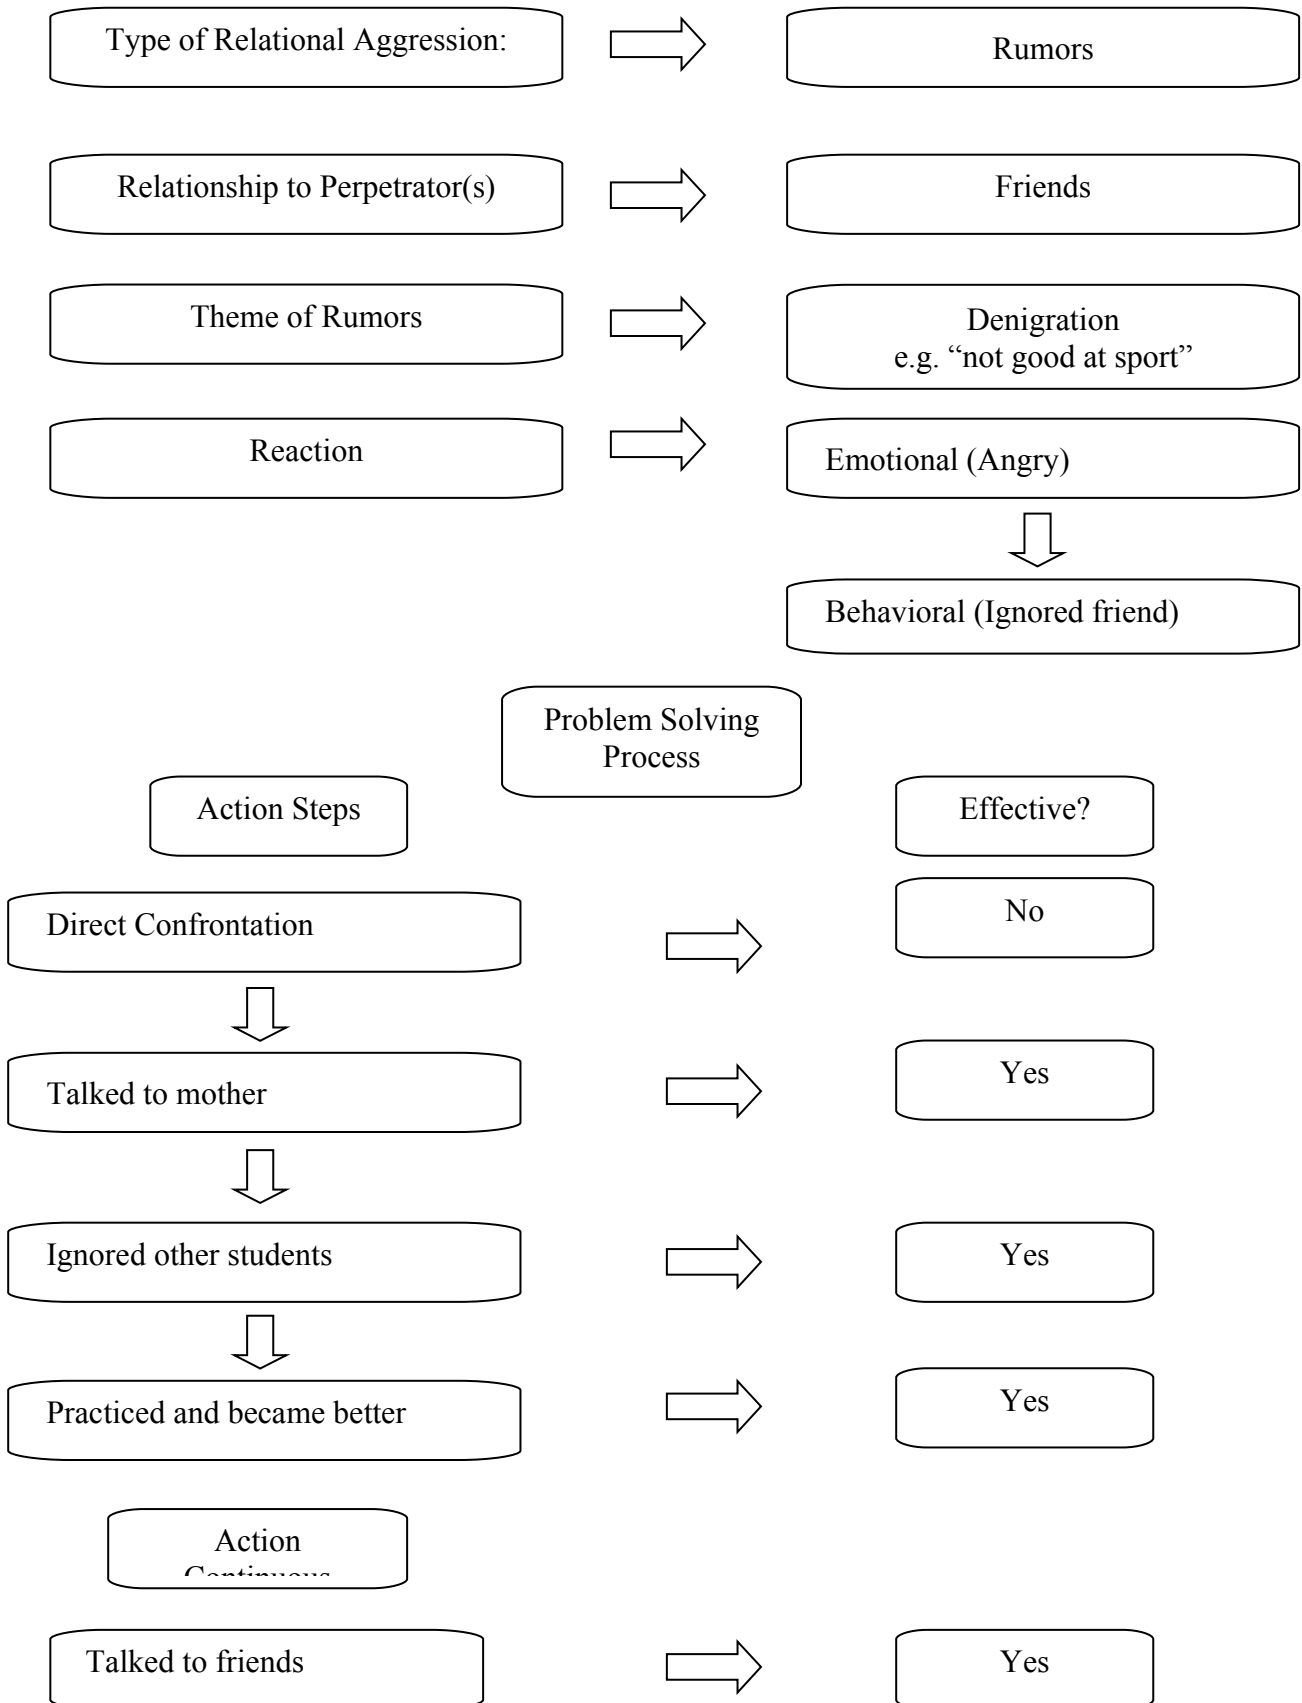 Type of Relational Aggression:
Rumors
Relationship to Perpetrator(s)
Friends
Theme of Rumors
Denigration
e.g. “not good at sport”
Reaction
Emotional (Angry)
Behavioral (Ignored friend)
Problem Solving
Process
Action Steps
Effective?
Direct Confrontation
No
Talked to mother
Yes
Ignored other students
Yes
Practiced and became better
Yes
Action
Continuous
Talked to friends
Yes